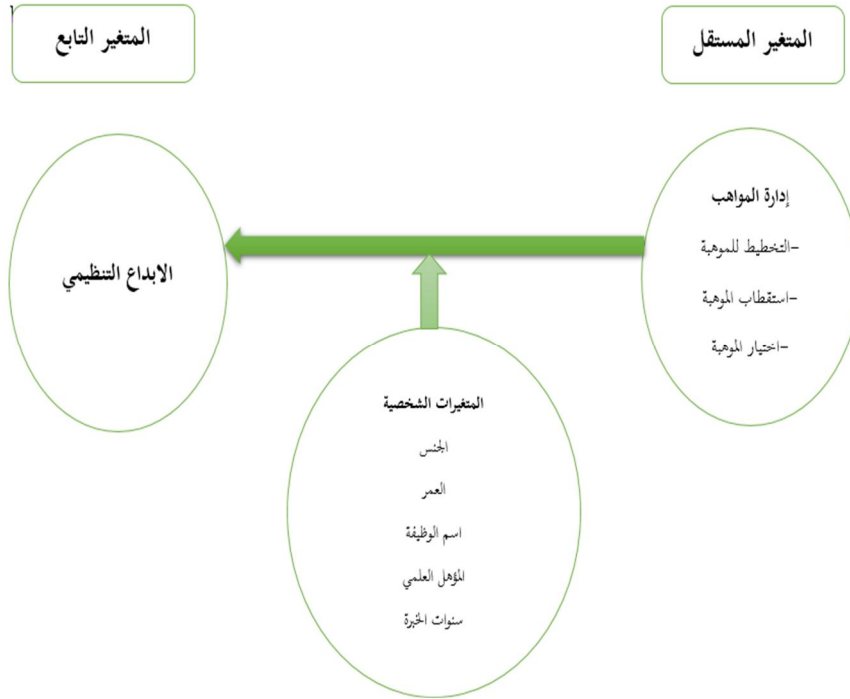 المتغير المستقل
المتغير التابع
إدارة المواهب
-التخطيط للموهبة
-استقطاب الموهبة
-اختيار الموهبة
الابداع التنظيمي
المتغيرات الشخصية
الجنس
العمر
اسم الوظيفة
المؤهل العلمي
سنوات الخبرة